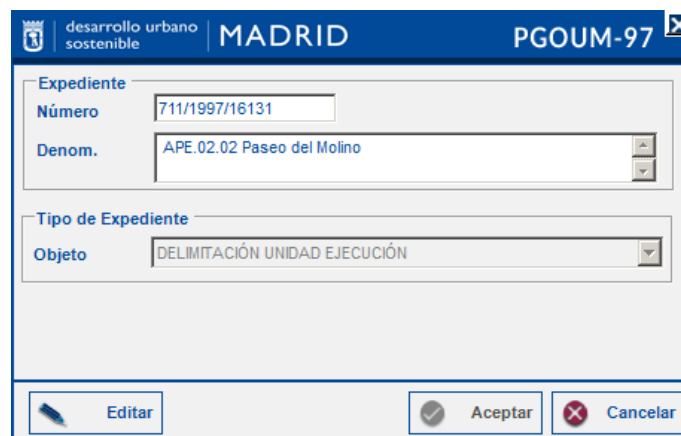 desarrollo urbano
sostenible
MADRID
PGOUM-97
Expediente
Número
711/1997/16131
Denom.
APE.02.02 Paseo del Molino
Tipo de Expediente
Objeto
DELIMITACIÓN UNIDAD EJECUCIÓN
Editar
Aceptar
Cancelar